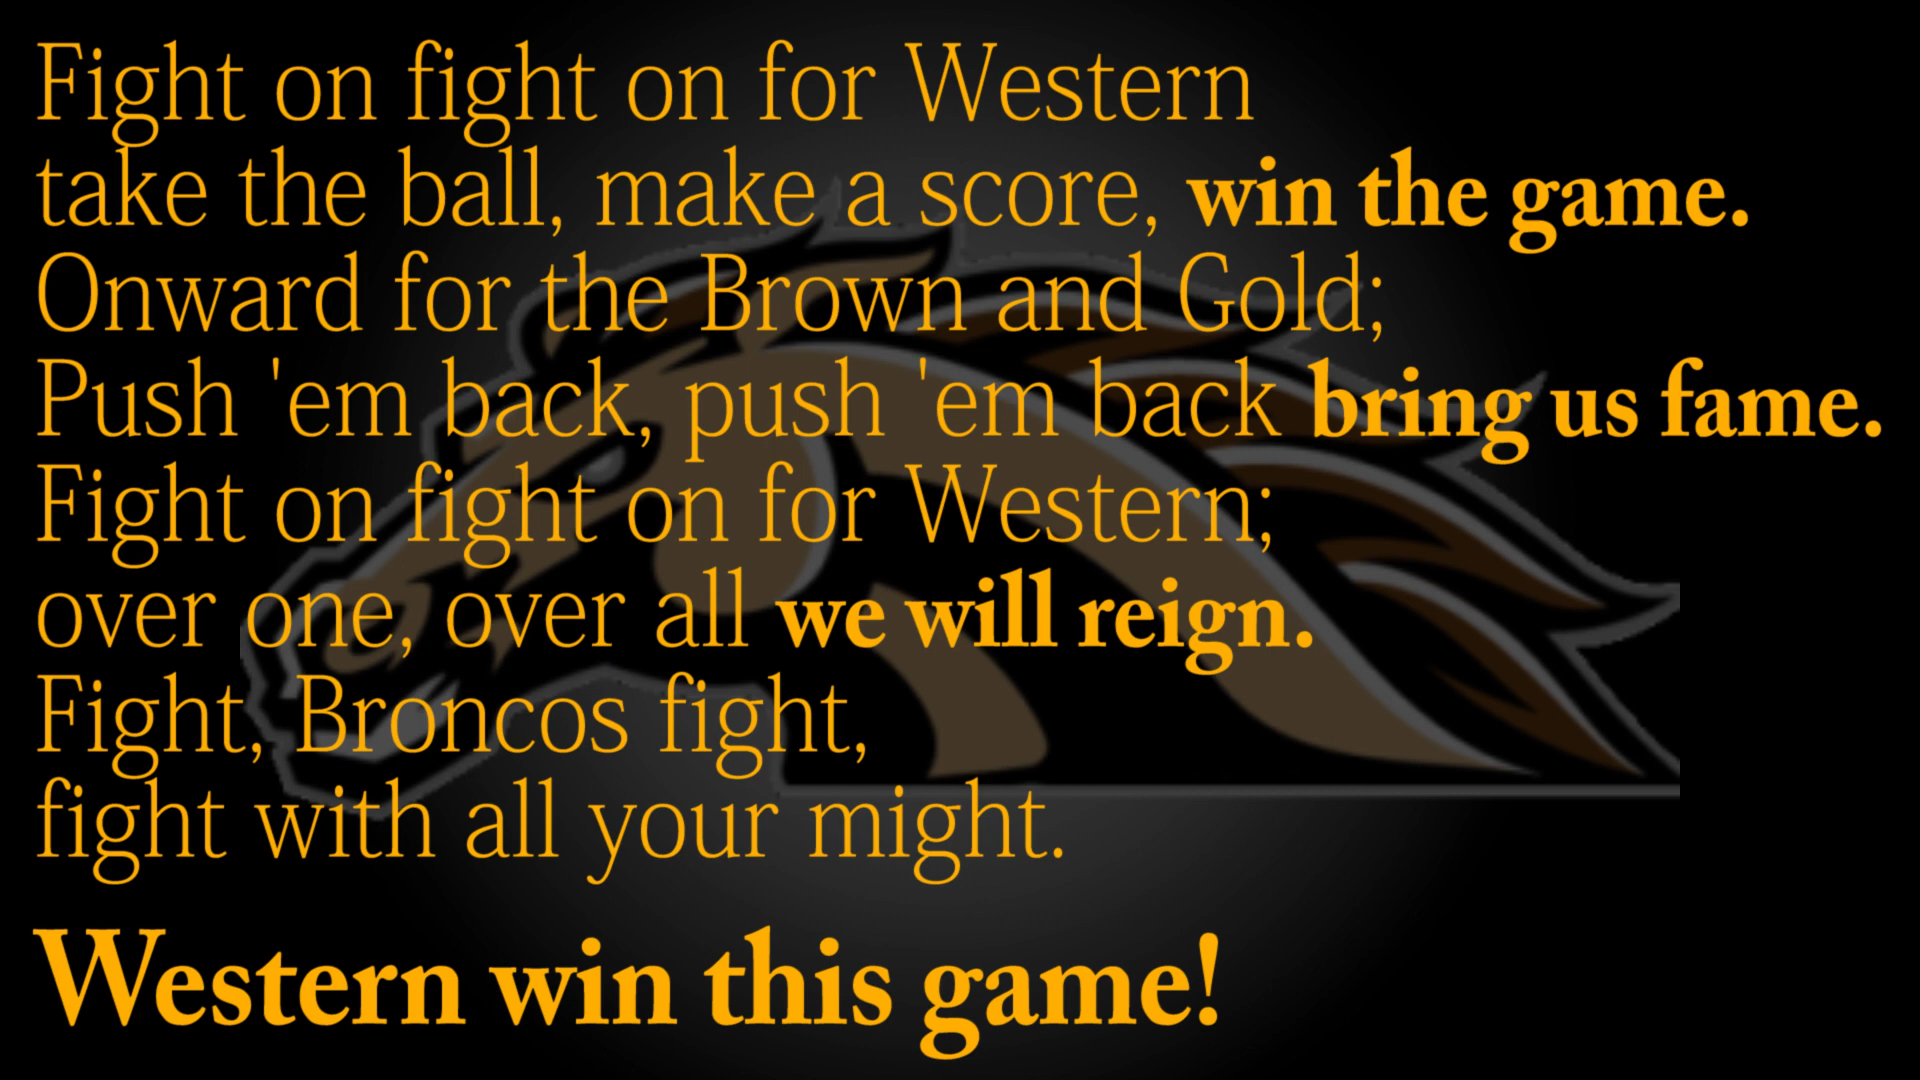 Fight on fight on for Western
take the ball, make a score, win the game.
Onward for the Brown and Gold;
Push 'em back, push 'em back bring us fame.
Fight on fight on for Western;
over one, over all we will reign.
Fight, Broncos fight,
fight with all your might.
Western win this game!